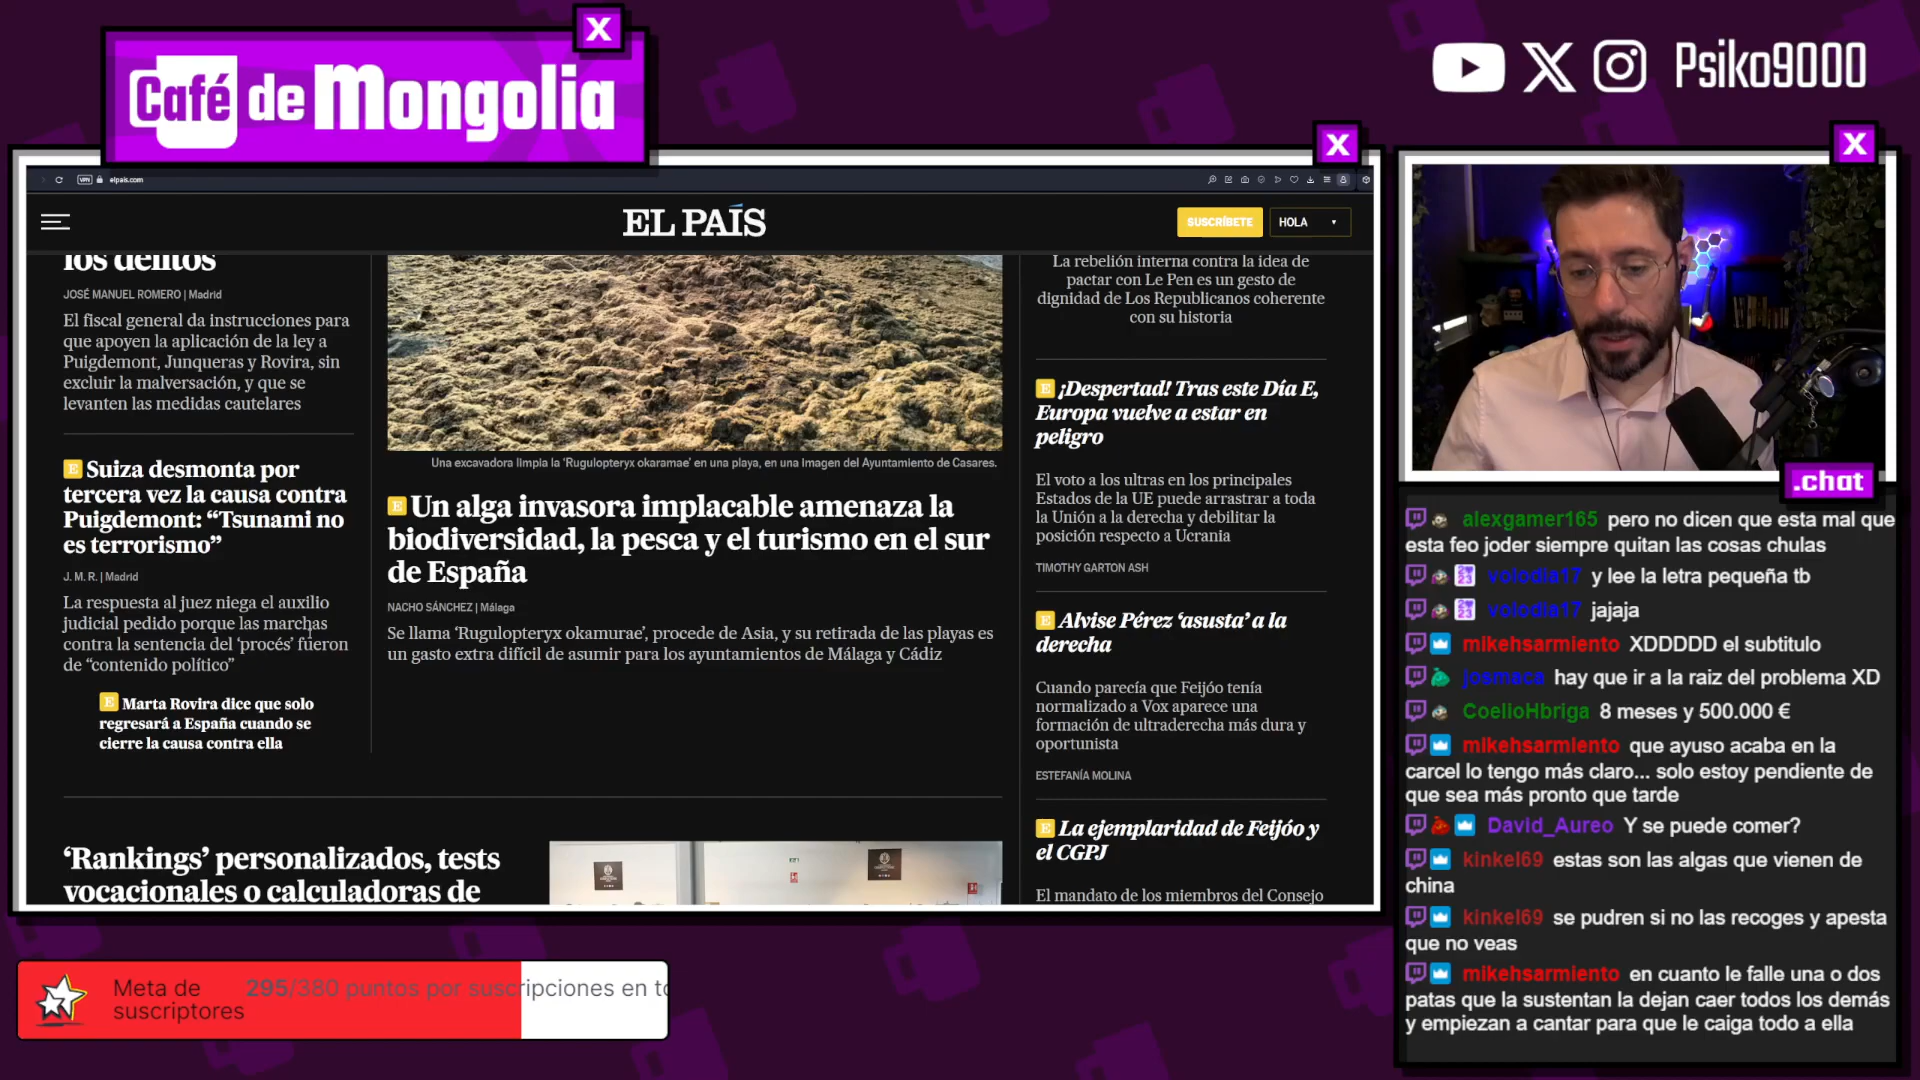 Café de Mongolia
X
Psiko9000
X
X
VPN
elpais.com
EL PAÍS
SUSCRÍBETE
HOLA
los delitos
JOSÉ MANUEL ROMERO | Madrid
El fiscal general da instrucciones para
que apoyen la aplicación de la ley a
Puigdemont, Junqueras y Rovira, sin
excluir la malversación, y que se
levanten las medidas cautelares
E Suiza desmonta por
tercera vez la causa contra
Puigdemont: “Tsunami no
es terrorismo”
J. M. R. | Madrid
La respuesta al juez niega el auxilio
judicial pedido porque las marchas
contra la sentencia del ‘procés’ fueron
de “contenido político”
E Marta Rovira dice que solo
regresará a España cuando se
cierre la causa contra ella
Una excavadora limpia la ‘Rugulopteryx okaramae’ en una playa, en una imagen del Ayuntamiento de Casares.
E Un alga invasora implacable amenaza la
biodiversidad, la pesca y el turismo en el sur
de España
NACHO SÁNCHEZ | Málaga
Se llama ‘Rugulopteryx okamurae’, procede de Asia, y su retirada de las playas es
un gasto extra difícil de asumir para los ayuntamientos de Málaga y Cádiz
‘Rankings’ personalizados, tests
vocacionales o calculadoras de
La rebelión interna contra la idea de
pactar con Le Pen es un gesto de
dignidad de Los Republicanos coherente
con su historia
E ¡Despertad! Tras este Día E,
Europa vuelve a estar en
peligro
El voto a los ultras en los principales
Estados de la UE puede arrastrar a toda
la Unión a la derecha y debilitar la
posición respecto a Ucrania
TIMOTHY GARTON ASH
E Alvise Pérez ‘asusta’ a la
derecha
Cuando parecía que Feijóo tenía
normalizado a Vox aparece una
formación de ultraderecha más dura y
oportunista
ESTEFANÍA MOLINA
E La ejemplaridad de Feijóo y
el CGPJ
El mandato de los miembros del Consejo
.chat
alexgamer165 pero no dicen que esta mal que
esta feo joder siempre quitan las cosas chulas
volodia17 y lee la letra pequeña tb
volodia17 jajaja
mikehsarmiento XDDDDD el subtitulo
josmaca hay que ir a la raiz del problema XD
CoelioHbriga 8 meses y 500.000 €
mikehsarmiento que ayuso acaba en la
carcel lo tengo más claro... solo estoy pendiente de
que sea más pronto que tarde
David_Aureo Y se puede comer?
kinkel69 estas son las algas que vienen de
china
kinkel69 se pudren si no las recoges y apesta
que no veas
mikehsarmiento en cuanto le falle una o dos
patas que la sustentan la dejan caer todos los demás
y empiezan a cantar para que le caiga todo a ella
Meta de
suscriptores
295/380 puntos por suscripciones en to